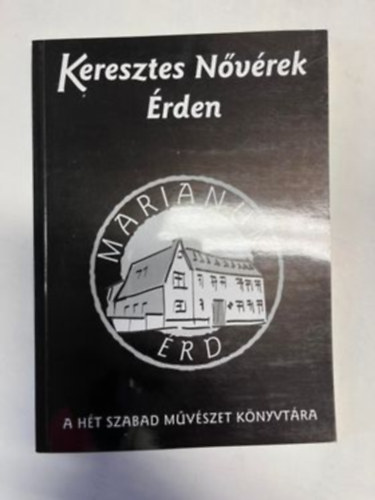 Keresztes Nővérek
Érden
ÉRD
A HÉT SZABAD MŰVÉSZET KÖNYVTÁRA